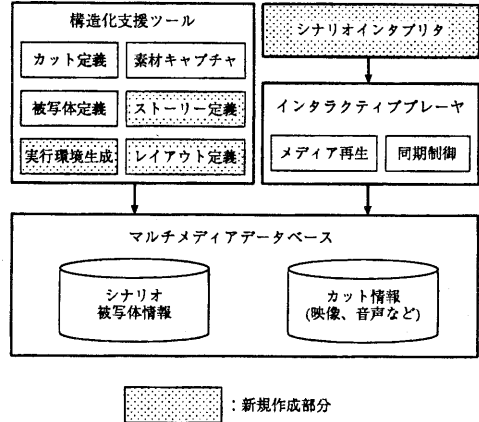 構造化支援ツール
カット定義
素材キャプチャ
被写体定義
ストーリー定義
実行環境生成
レイアウト定義
シナリオインタプリタ
インタラクティブプレーヤ
メディア再生
同期制御
マルチメディアデータベース
シナリオ
被写体情報
カット情報
(映像、音声など)
：新規作成部分